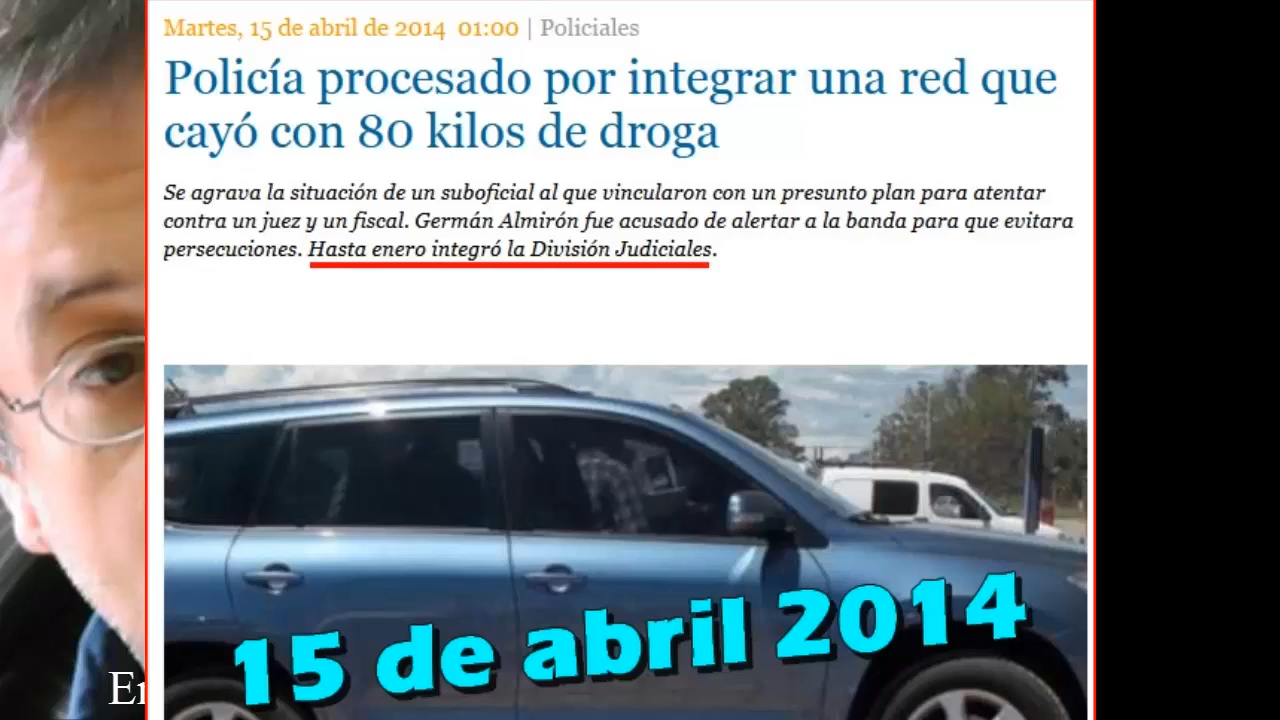 Martes, 15 de abril de 2014 01:00 | Policiales
Policía procesado por integrar una red que
cayó con 80 kilos de droga
Se agrava la situación de un suboficial al que vincularon con un presunto plan para atentar
contra un juez y un fiscal. Germán Almirón fue acusado de alertar a la banda para que evitara
persecuciones. Hasta enero integró la División Judiciales.
15 de abril 2014